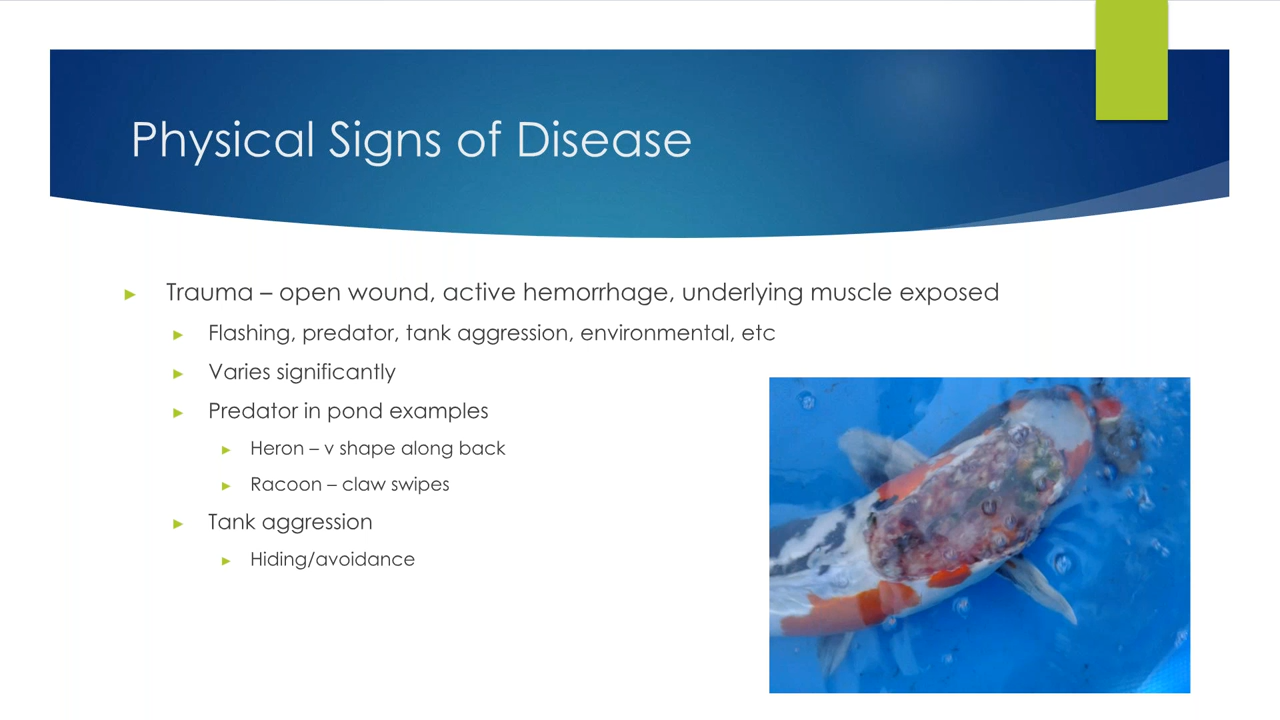 Physical Signs of Disease
Trauma – open wound, active hemorrhage, underlying muscle exposed
Flashing, predator, tank aggression, environmental, etc
Varies significantly
Predator in pond examples
Heron – v shape along back
Racoon – claw swipes
Tank aggression
Hiding/avoidance